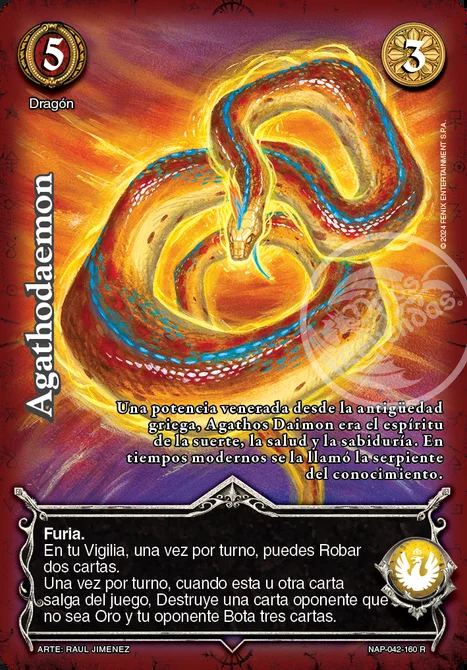 5
3
Dragón
Agathodaemon
© 2024 FENIX ENTERTAINMENT S.P.A.
Una potencia venerada desde la antigüedad
griega, Agathos Daimon era el espíritu
de la suerte, la salud y la sabiduría. En
tiempos modernos se la llamó la serpiente
del conocimiento.
Furia.
En tu Vigilia, una vez por turno, puedes Robar
dos cartas.
Una vez por turno, cuando esta u otra carta
salga del juego, Destruye una carta oponente que
no sea Oro y tu oponente Bota tres cartas.
ARTE: RAUL JIMENEZ
NAP-042-160 R